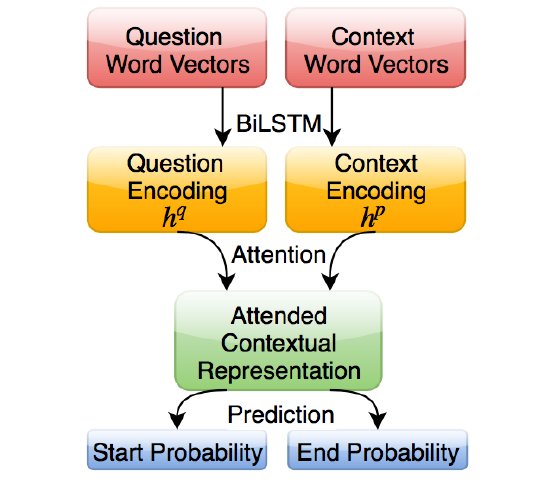 Question
Word Vectors
Context
Word Vectors
BiLSTM
Question
Encoding
h^q
Context
Encoding
h^p
Attention
Attended
Contextual
Representation
Prediction
Start Probability
End Probability